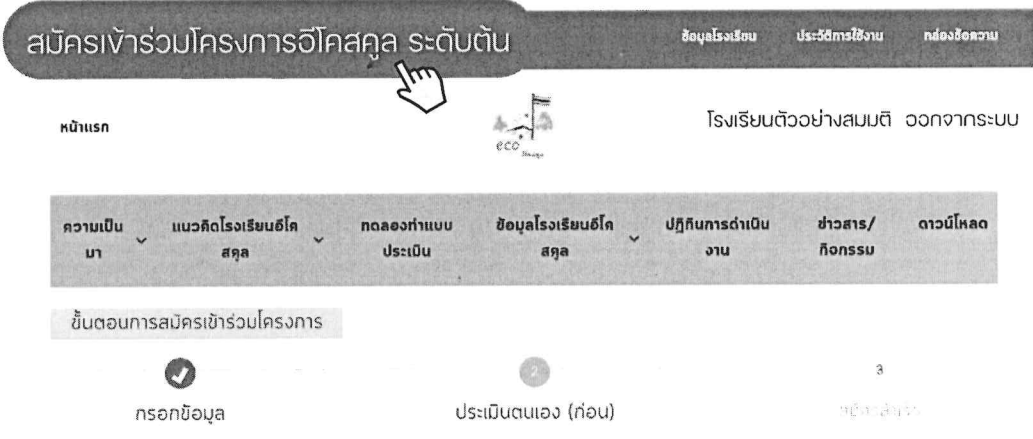 สมัครเข้าร่วมโครงการอีโคสคูล ระดับต้น
ข้อมูลโรงเรียน ประวัติการใช้งาน กล่องข้อความ
หน้าแรก
eco
โรงเรียนตัวอย่างสมมติ ออกจากระบบ
ความเป็นมา
แนวคิดโรงเรียนอีโคสคูล
ทดลองทำแบบประเมิน
ข้อมูลโรงเรียนอีโคสคูล
ปฏิทินการดำเนินงาน
ข่าวสาร/กิจกรรม
ดาวน์โหลด
ขั้นตอนการสมัครเข้าร่วมโครงการ
2
3
กรอกข้อมูล
ประเมินตนเอง (ก่อน)